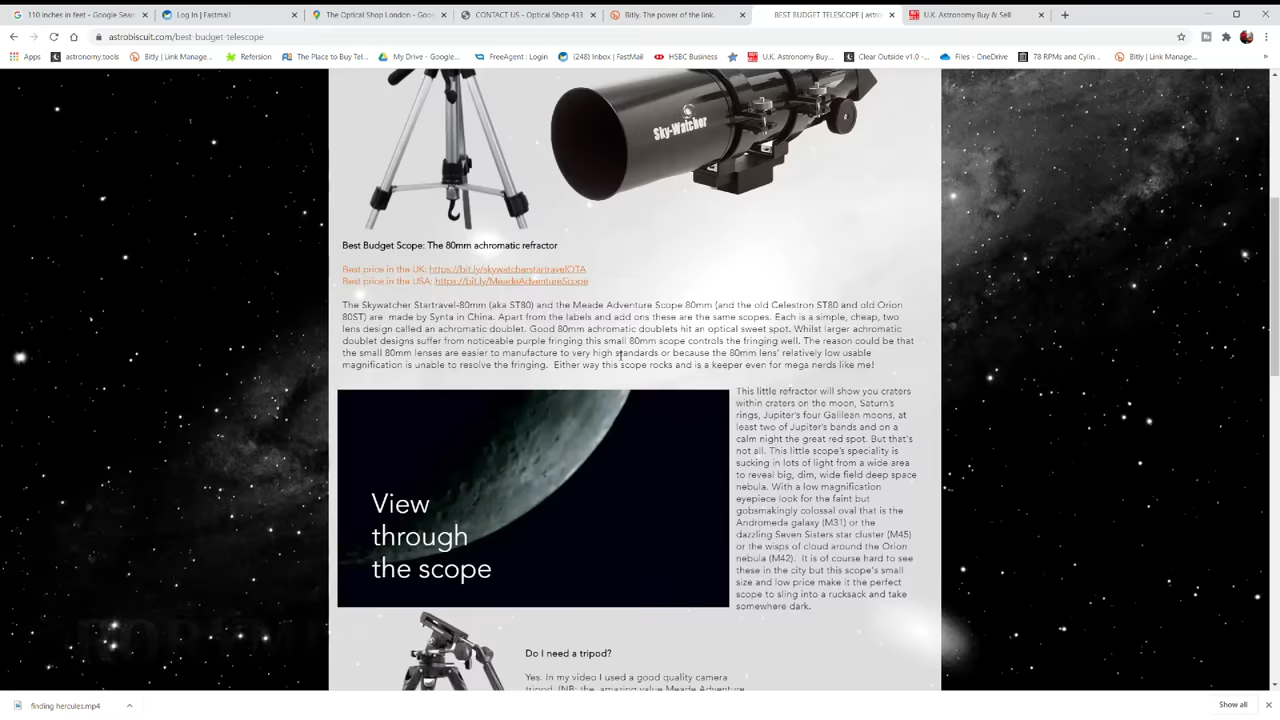 110 inches in feet - Google Sear
Log In | Fastmail
The Optical Shop London - Goo
CONTACT US - Optical Shop 433
Bitly. The power of the link.
BEST BUDGET TELESCOPE | astro
U.K. Astronomy Buy & Sell
astrobiscuit.com/best-budget-telescope
Apps
astronomy.tools
Bitly | Link Manage...
Refersion
The Place to Buy Tel...
My Drive - Google...
FreeAgent : Login
(248) Inbox | FastMail
HSBC Business
U.K. Astronomy Buy...
Clear Outside v1.0 -...
Files - OneDrive
78 RPMs and Cylin...
Bitly | Link Manage...
Sky-Watcher
Best Budget Scope: The 80mm achromatic refractor
Best price in the UK: https://bit.ly/skywatcherstartravelOTA
Best price in the USA: https://bit.ly/MeadeAdventureScope
The Skywatcher Startravel-80mm (aka ST80) and the Meade Adventure Scope 80mm (and the old Celestron ST80 and old Orion
80ST) are made by Synta in China. Apart from the labels and add ons these are the same scopes. Each is a simple, cheap, two
lens design called an achromatic doublet. Good 80mm achromatic doublets hit an optical sweet spot. Whilst larger achromatic
doublet designs suffer from noticeable purple fringing this small 80mm scope controls the fringing well. The reason could be that
the small 80mm lenses are easier to manufacture to very high standards or because the 80mm lens' relatively low usable
magnification is unable to resolve the fringing. Either way this scope rocks and is a keeper even for mega nerds like me!
View
through
the scope
This little refractor will show you craters
within craters on the moon, Saturn's
rings, Jupiter's four Galilean moons, at
least two of Jupiter's bands and on a
calm night the great red spot. But that's
not all. This little scope's speciality is
sucking in lots of light from a wide area
to reveal big, dim, wide field deep space
nebula. With a low magnification
eyepiece look for the faint but
gobsmakingly colossal oval that is the
Andromeda galaxy (M31) or the
dazzling Seven Sisters star cluster (M45)
or the wisps of cloud around the Orion
nebula (M42). It is of course hard to see
these in the city but this scope's small
size and low price make it the perfect
scope to sling into a rucksack and take
somewhere dark.
Do I need a tripod?
Yes. In my video I used a good quality camera
tripod. (NB: the amazing value Meade Adventure
finding hercules.mp4
Show all